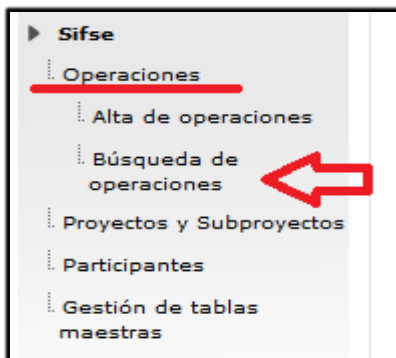 Sifse
Operaciones
Alta de operaciones
Búsqueda de
operaciones
Proyectos y Subproyectos
Participantes
Gestión de tablas
maestras